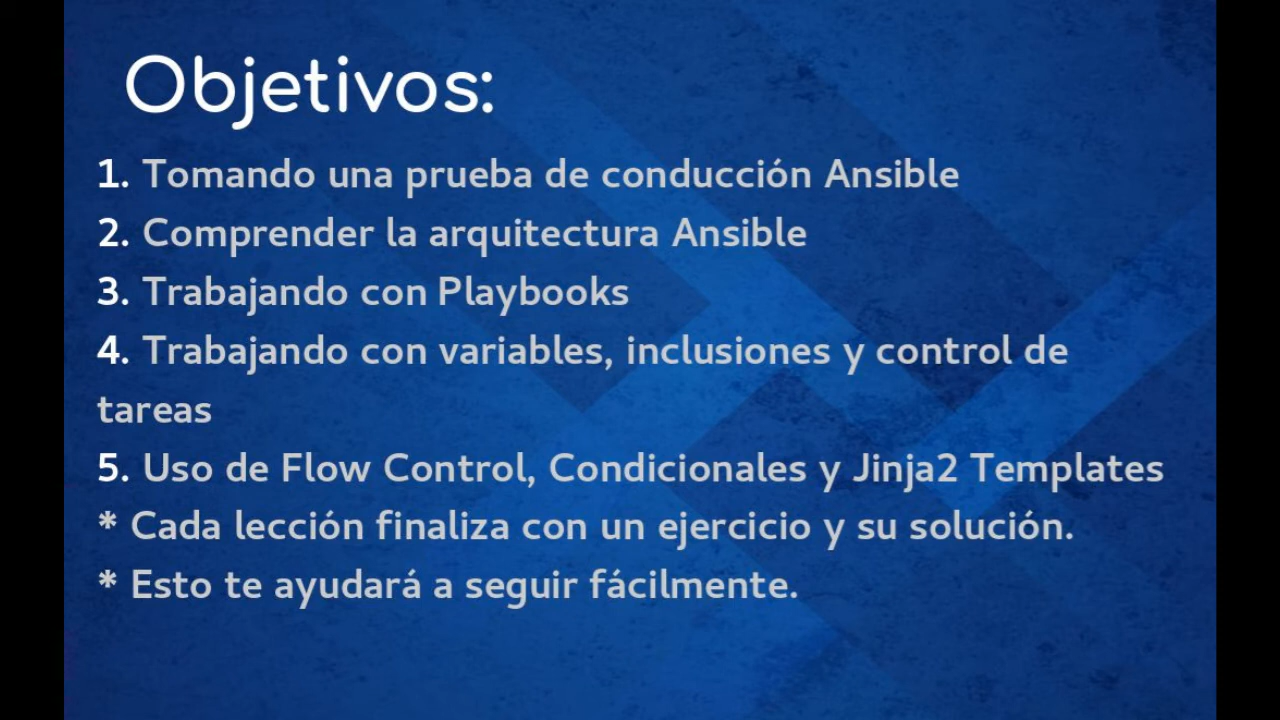 Objetivos:
1. Tomando una prueba de conducción Ansible
2. Comprender la arquitectura Ansible
3. Trabajando con Playbooks
4. Trabajando con variables, inclusiones y control de
tareas
5. Uso de Flow Control, Condicionales y Jinja2 Templates
* Cada lección finaliza con un ejercicio y su solución.
* Esto te ayudará a seguir fácilmente.